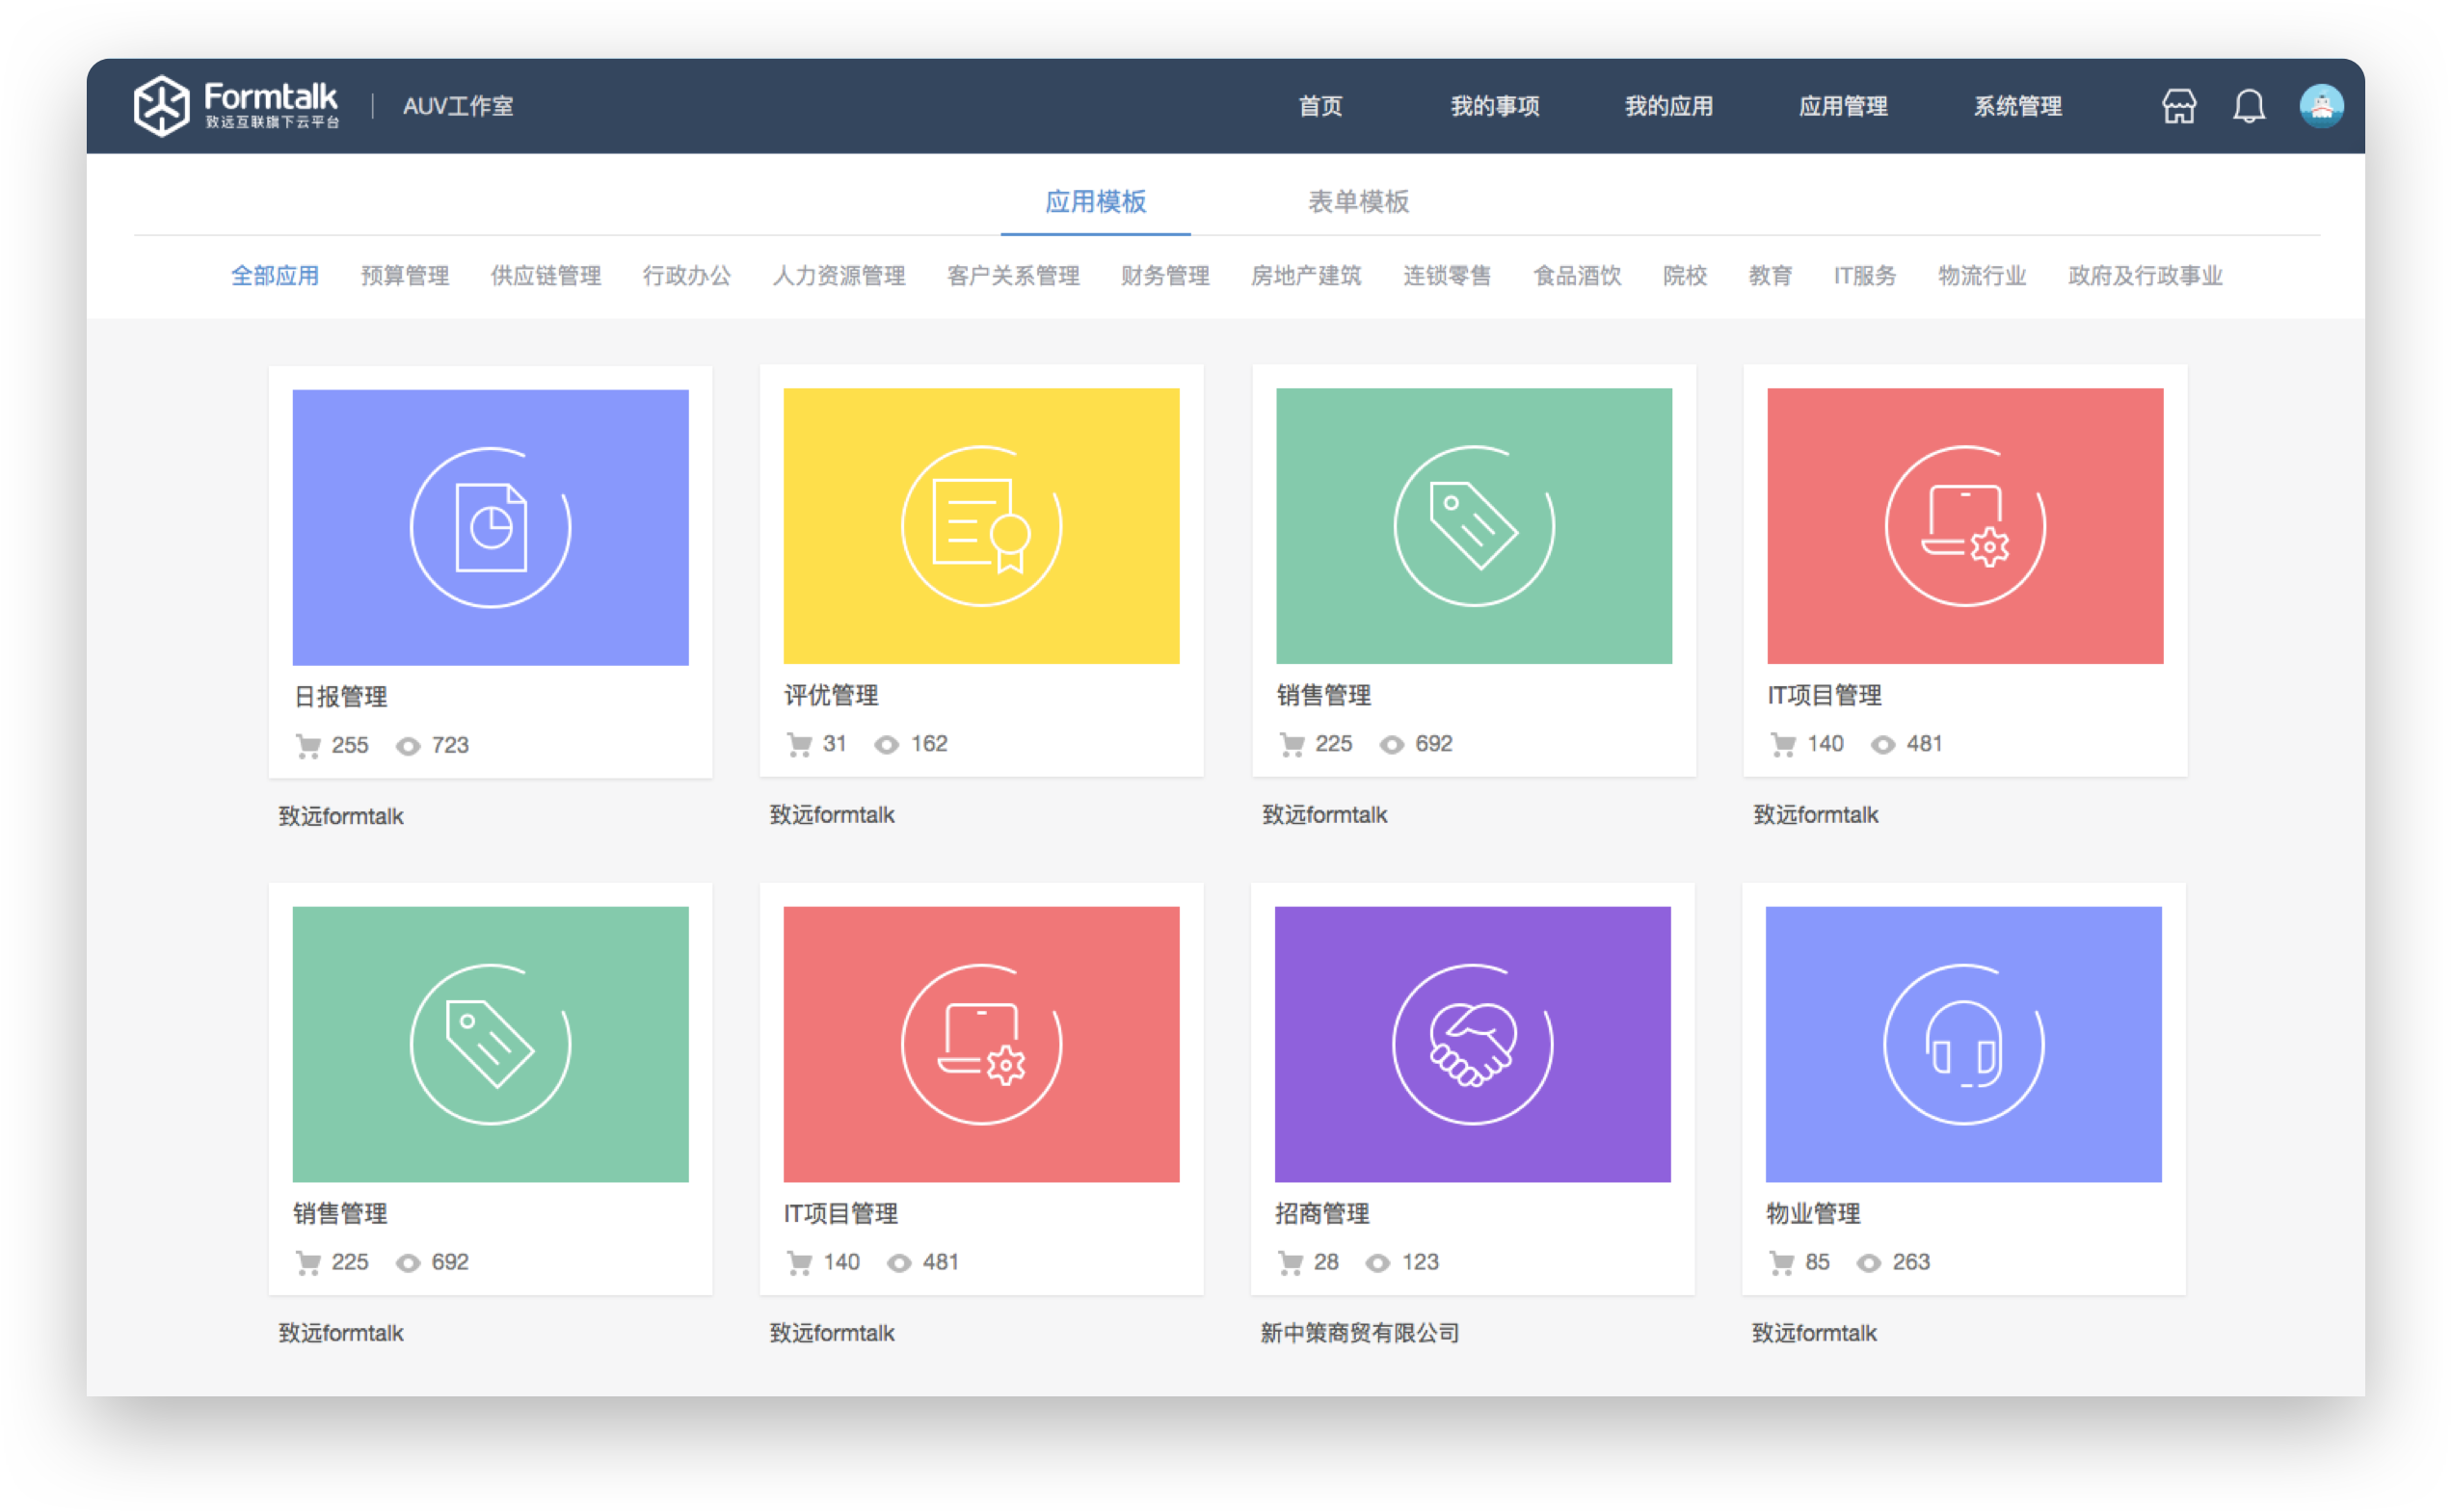 Formtalk
致远互联旗下云平台
AUV工作室
首页 我的事项 我的应用 应用管理 系统管理
应用模板 表单模板
全部应用 预算管理 供应链管理 行政办公 人力资源管理 客户关系管理 财务管理 房地产建筑 连锁零售 食品酒饮 院校 教育 IT服务 物流行业 政府及行政事业
日报管理 评优管理 销售管理 IT项目管理
255 723 31 162 225 692 140 481
致远formtalk 致远formtalk 致远formtalk 致远formtalk
销售管理 IT项目管理 招商管理 物业管理
225 692 140 481 28 123 85 263
致远formtalk 致远formtalk 新中策商贸有限公司 致远formtalk